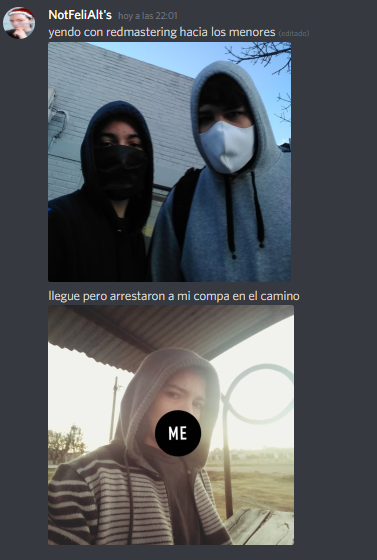 NotFeliAlt's hoy a las 22:01
yendo con redmastering hacia los menores (editado)
llegue pero arrestaron a mi compa en el camino
ME